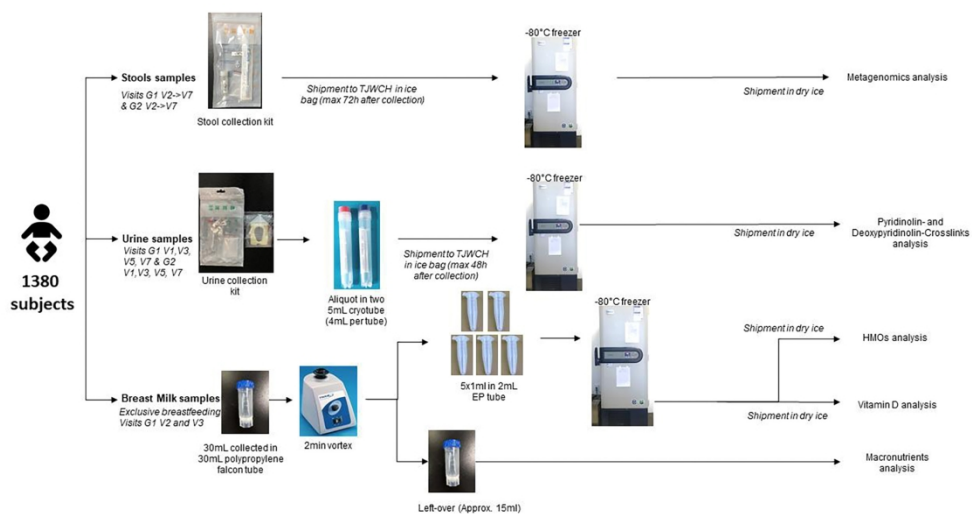 -80°C freezer
Stools samples
Visits G1 V2->V7
& G2 V2->V7
Stool collection kit
Shipment to TJWCH in ice
bag (max 72h after collection)
Shipment in dry ice
Metagenomics analysis
1380
subjects
Urine samples
Visits G1 V1,V3,
V5, V7 & G2
V1,V3, V5, V7
Urine collection
kit
Aliquot in two
5mL cryotube
(4mL per tube)
Shipment to TJWCH
in ice bag (max 48h
after collection)
-80°C freezer
Shipment in dry ice
Pyridinolin- and
Deoxypyridinolin-Crosslinks
analysis
Breast Milk samples
Exclusive breastfeeding
Visits G1 V2 and V3
30mL collected in
30mL polypropylene
falcon tube
2min vortex
5x1ml in 2mL
EP tube
-80°C freezer
Shipment in dry ice
HMOs analysis
Shipment in dry ice
Vitamin D analysis
Left-over (Approx. 15ml)
Macronutrients
analysis